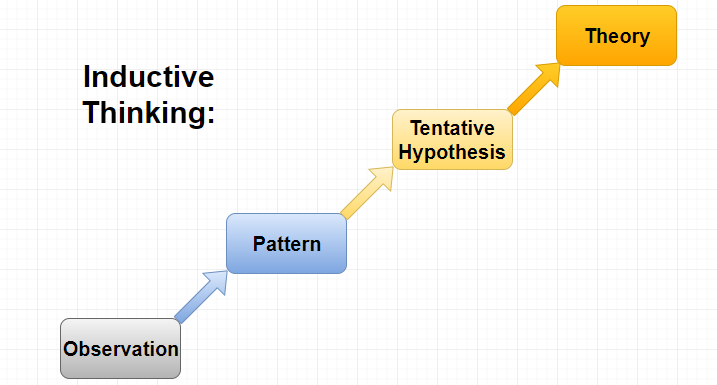 Inductive
Thinking:
Theory
Tentative
Hypothesis
Pattern
Observation